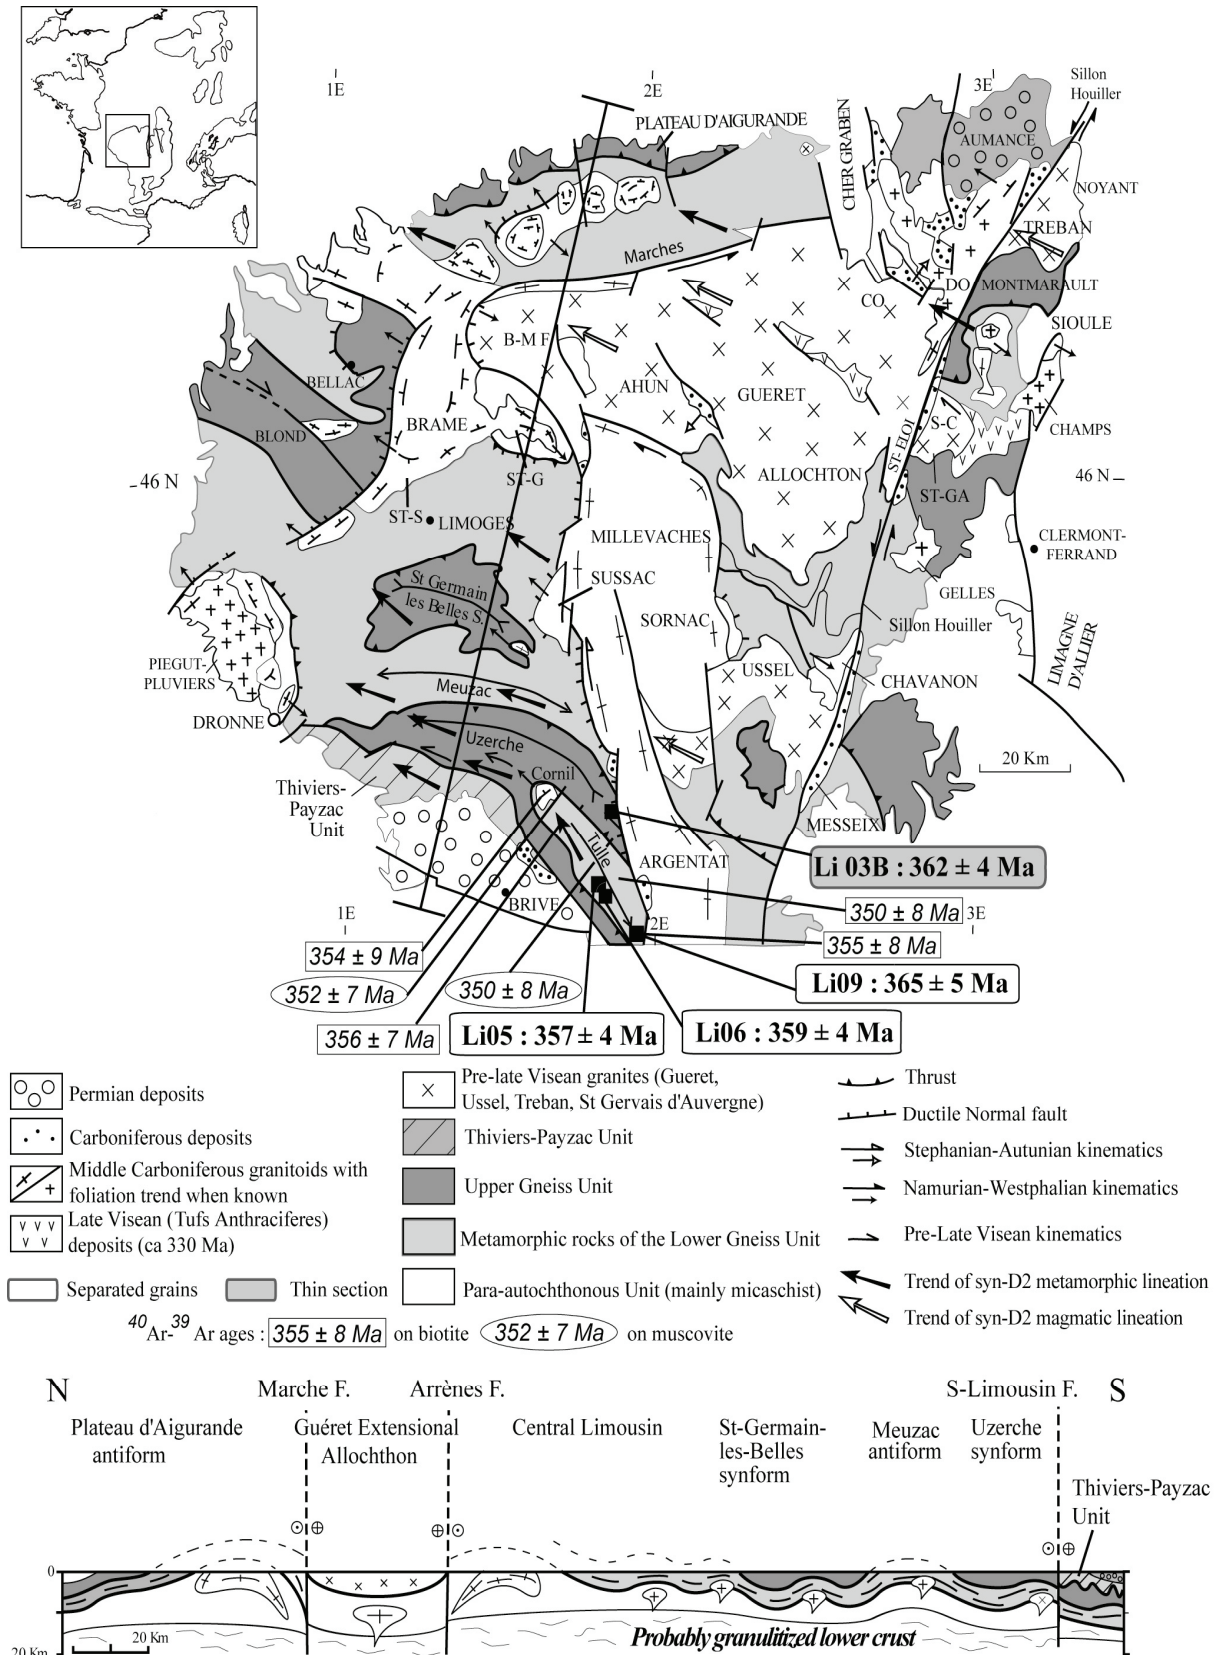 1E
2E
3E
Sillon
Houiller
PLATEAU D'AIGURANDE
CHER GRABEN
AUMANCE
NOYANT
TREBAN
Marches
CO
DO
MONTMARAULT
SIOULE
B-M F
BELLAC
AHUN
GUERET
BLOND
BRAME
S-C
CHAMPS
ST-ELOI
46 N
ST-G
ALLOCHTON
46 N
ST-GA
ST-S
LIMOGES
MILLEVACHES
CLERMONT-
FERRAND
SUSSAC
St Germain
les Belles S.
GELLES
SORNAC
Sillon Houiller
PIEGUT-
PLUVIERS
USSEL
LIMAGNE
D'ALLIER
Meuzac
CHAVANON
DRONNE
Uzerche
20 Km
Cornil
Thiviers-
Payzac
Unit
MESSEIX
Tulle
ARGENTAT
Li 03B : 362 ± 4 Ma
BRIVE
350 ± 8 Ma
1E
2E
3E
355 ± 8 Ma
354 ± 9 Ma
352 ± 7 Ma
350 ± 8 Ma
Li09 : 365 ± 5 Ma
356 ± 7 Ma
Li05 : 357 ± 4 Ma
Li06 : 359 ± 4 Ma
Permian deposits
Carboniferous deposits
Middle Carboniferous granitoids with
foliation trend when known
Late Visean (Tufs Anthraciferes)
deposits (ca 330 Ma)
Separated grains
Thin section
Pre-late Visean granites (Gueret,
Ussel, Treban, St Gervais d'Auvergne)
Thiviers-Payzac Unit
Upper Gneiss Unit
Metamorphic rocks of the Lower Gneiss Unit
Para-autochthonous Unit (mainly micaschist)
Thrust
Ductile Normal fault
Stephanian-Autunian kinematics
Namurian-Westphalian kinematics
Pre-Late Visean kinematics
Trend of syn-D2 metamorphic lineation
Trend of syn-D2 magmatic lineation
40Ar-39 Ar ages : 355 ± 8 Ma on biotite 352 ± 7 Ma on muscovite
N
Marche F.
Arrènes F.
S-Limousin F.
S
Plateau d'Aigurande
antiform
Guéret Extensional
Allochthon
Central Limousin
St-Germain-
les-Belles
synform
Meuzac
antiform
Uzerche
synform
Thiviers-Payzac
Unit
0
20 Km
20 Km
Probably granulitized lower crust